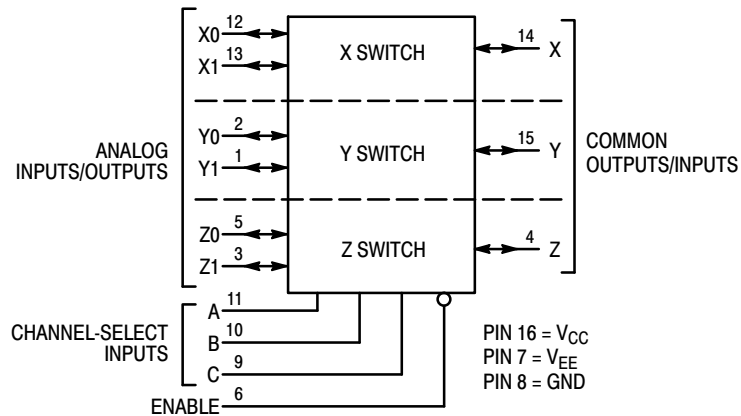 X0 12
X1 13
X SWITCH
14 X
Y0 2
Y1 1
Y SWITCH
15 Y
ANALOG
INPUTS/OUTPUTS
COMMON
OUTPUTS/INPUTS
Z0 5
Z1 3
Z SWITCH
4 Z
CHANNEL-SELECT
INPUTS
A 11
B 10
C 9
ENABLE 6
PIN 16 = VCC
PIN 7 = VEE
PIN 8 = GND